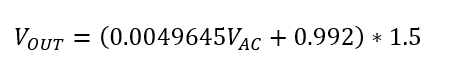 V_OUT = (0.0049645V_AC + 0.992) * 1.5